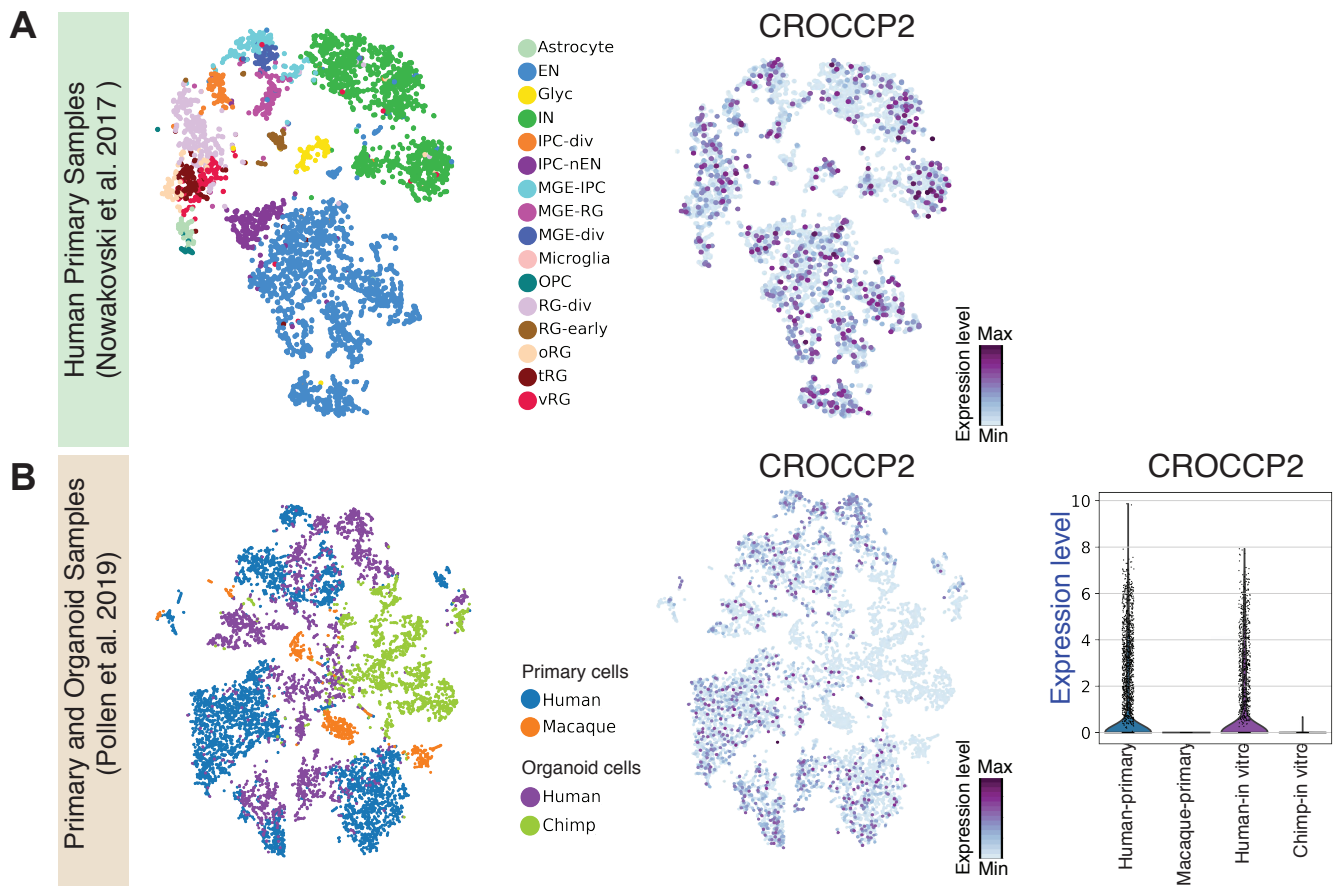 A
Human Primary Samples
(Nowakovski et al. 2017 )
Astrocyte
EN
Glyc
IN
IPC-div
IPC-nEN
MGE-IPC
MGE-RG
MGE-div
Microglia
OPC
RG-div
RG-early
oRG
tRG
vRG
CROCCP2
Expression level
Max
Min
B
Primary and Organoid Samples
(Pollen et al. 2019)
Primary cells
Human
Macaque
Organoid cells
Human
Chimp
CROCCP2
Expression level
Max
Min
CROCCP2
Expression level
10
8
6
4
2
0
Human-primary
Macaque-primary
Human-in vitro
Chimp-in vitro